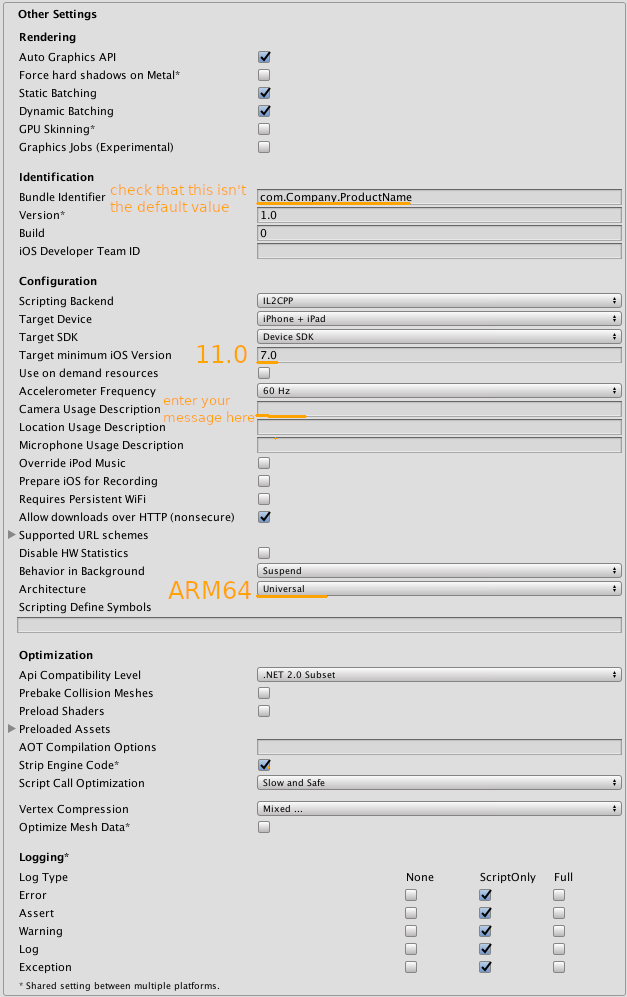 Other Settings
Rendering
Auto Graphics API
Force hard shadows on Metal*
Static Batching
Dynamic Batching
GPU Skinning*
Graphics Jobs (Experimental)
Identification
check that this isn't
the default value
Bundle Identifier com.Company.ProductName
Version* 1.0
Build 0
iOS Developer Team ID
Configuration
Scripting Backend IL2CPP
Target Device iPhone + iPad
Target SDK Device SDK
Target minimum iOS Version 11.0 7.0
Use on demand resources
Accelerometer Frequency 60 Hz
enter your
message here
Camera Usage Description
Location Usage Description
Microphone Usage Description
Override iPod Music
Prepare iOS for Recording
Requires Persistent WiFi
Allow downloads over HTTP (nonsecure)
Supported URL schemes
Disable HW Statistics
Behavior in Background Suspend
Architecture ARM64 Universal
Scripting Define Symbols
Optimization
Api Compatibility Level .NET 2.0 Subset
Prebake Collision Meshes
Preload Shaders
Preloaded Assets
AOT Compilation Options
Strip Engine Code*
Script Call Optimization Slow and Safe
Vertex Compression Mixed ...
Optimize Mesh Data*
Logging*
Log Type None ScriptOnly Full
Error
Assert
Warning
Log
Exception
* Shared setting between multiple platforms.